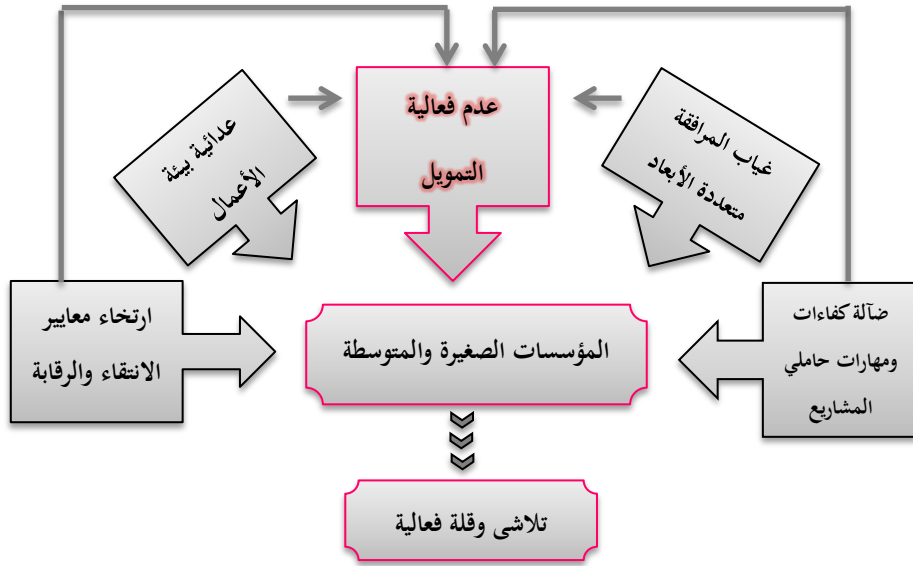 عدم فعالية
التمويل
غياب المرافقة
متعددة الأبعاد
عدائية بيئة
الأعمال
ضآلة كفاءات
ومهارات حاملي
المشاريع
المؤسسات الصغيرة والمتوسطة
ارتخاء معايير
الانتقاء والرقابة
تلاشى وقلة فعالية